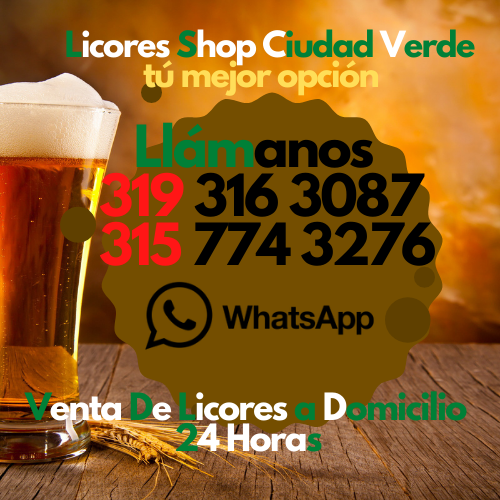 Licores Shop Ciudad Verde
tú mejor opción
Llámanos
319 316 3087
315 774 3276
WhatsApp
Venta De Licores a Domicilio
24 Horas